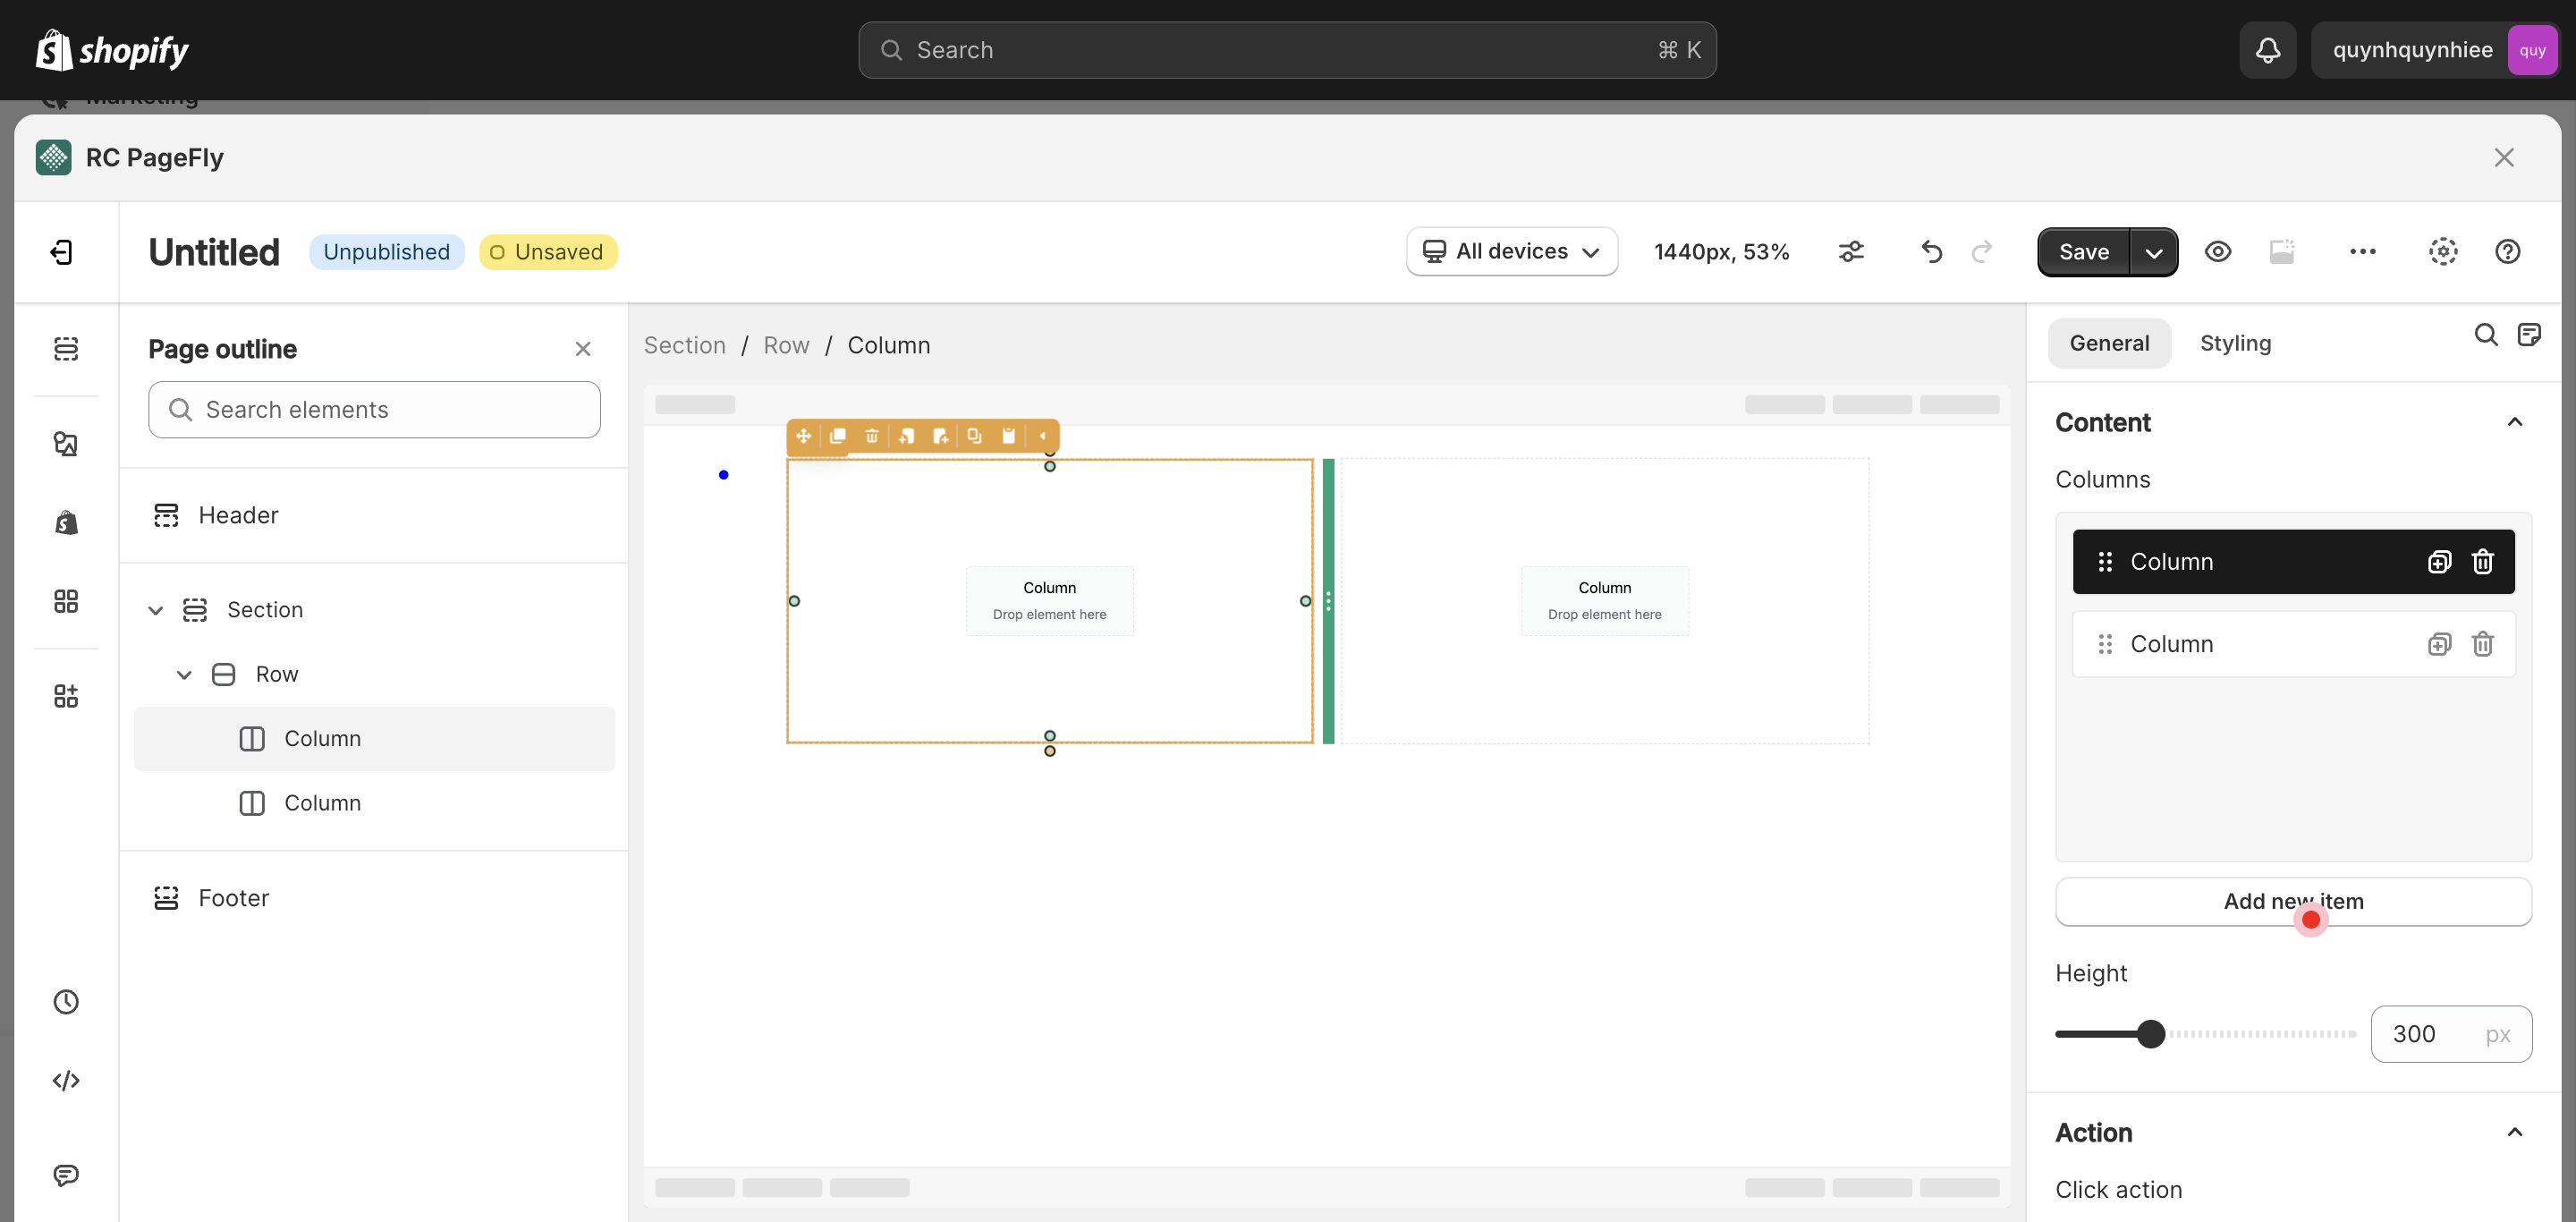 shopify
Search
⌘ K
quynhquynhiee
quy
Marketing
RC PageFly
Untitled
Unpublished
Unsaved
All devices
1440px, 53%
Save
Page outline
Search elements
Header
Section
Row
Column
Column
Footer
Section / Row / Column
Column
Drop element here
Column
Drop element here
General
Styling
Content
Columns
Column
Column
Add new item
Height
300
px
Action
Click action